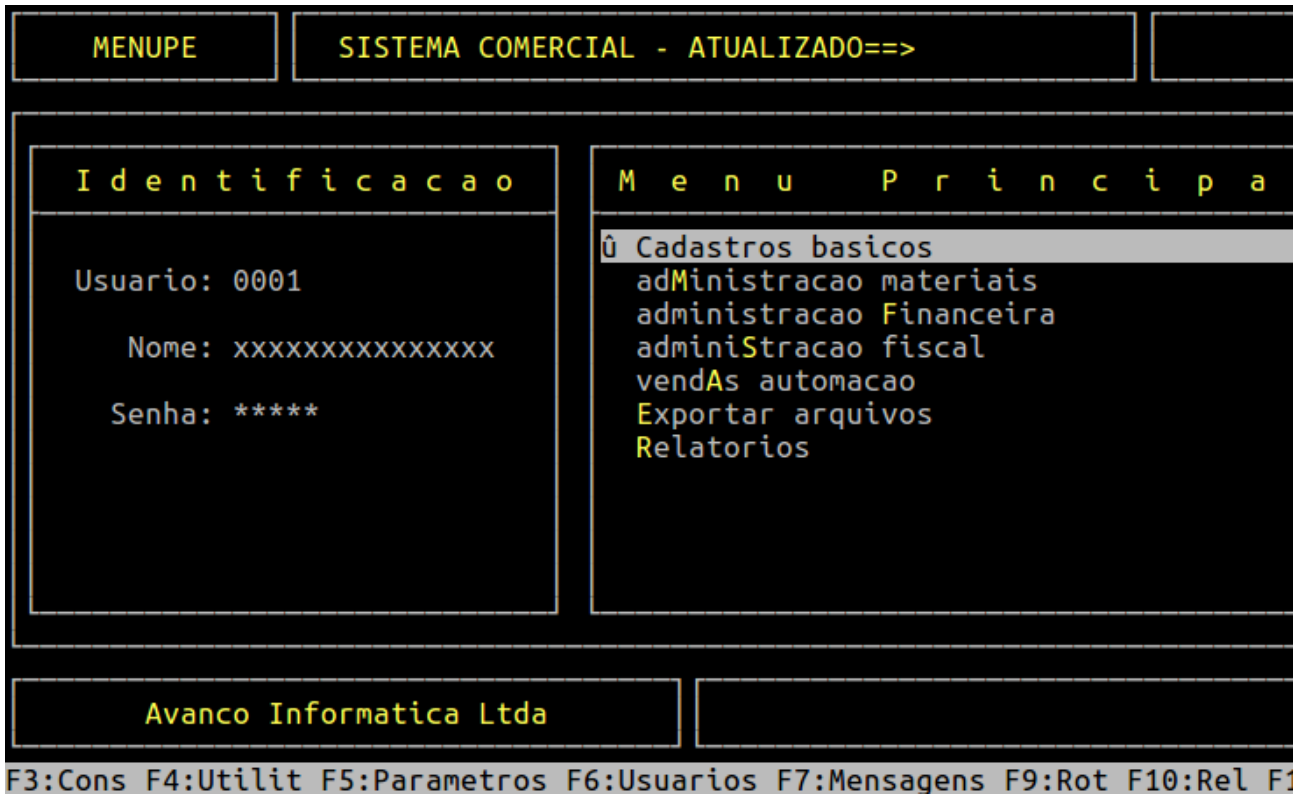 MENUPE
SISTEMA COMERCIAL - ATUALIZADO==>
I d e n t i f i c a c a o
Usuario: 0001
Nome: xxxxxxxxxxxxxxx
Senha: *****
M e n u P r i n c i p a
û Cadastros basicos
adMinistracao materiais
administracao Financeira
adminiStracao fiscal
vendAs automacao
Exportar arquivos
Relatorios
Avanco Informatica Ltda
F3:Cons F4:Utilit F5:Parametros F6:Usuarios F7:Mensagens F9:Rot F10:Rel F1